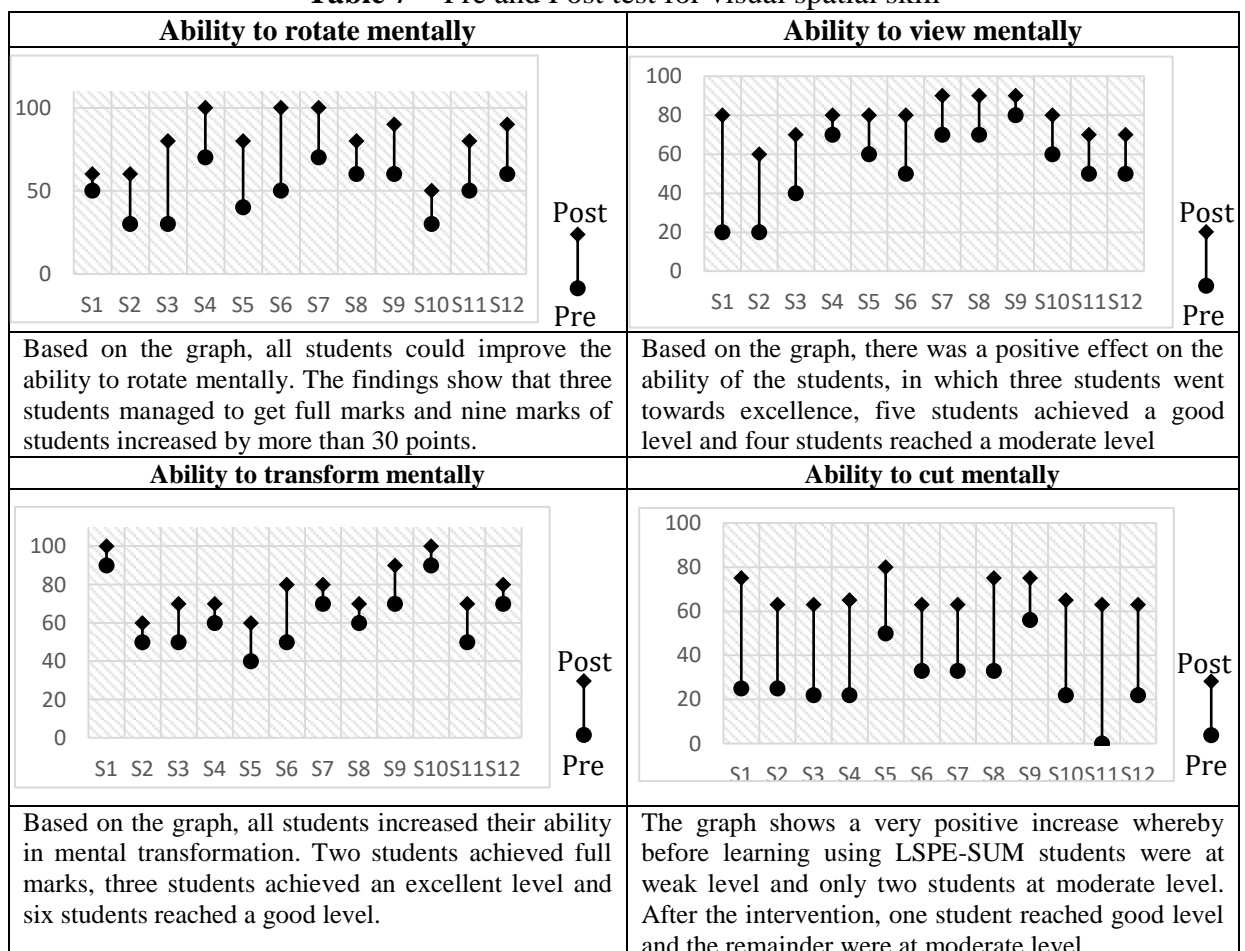 Table 7 Pre and Post test for visual spatial skill
Ability to rotate mentally
100
50
0
S1 S2 S3 S4 S5 S6 S7 S8 S9 S10 S11 S12
Post
Pre
Based on the graph, all students could improve the
ability to rotate mentally. The findings show that three
students managed to get full marks and nine marks of
students increased by more than 30 points.
Ability to view mentally
100
80
60
40
20
0
S1 S2 S3 S4 S5 S6 S7 S8 S9 S10 S11 S12
Post
Pre
Based on the graph, there was a positive effect on the
ability of the students, in which three students went
towards excellence, five students achieved a good
level and four students reached a moderate level
Ability to transform mentally
100
80
60
40
20
0
S1 S2 S3 S4 S5 S6 S7 S8 S9 S10 S11 S12
Post
Pre
Based on the graph, all students increased their ability
in mental transformation. Two students achieved full
marks, three students achieved an excellent level and
six students reached a good level.
Ability to cut mentally
100
80
60
40
20
0
S1 S2 S3 S4 S5 S6 S7 S8 S9 S10 S11 S12
Post
Pre
The graph shows a very positive increase whereby
before learning using LSPE-SUM students were at
weak level and only two students at moderate level.
After the intervention, one student reached good level
and the remainder were at moderate level